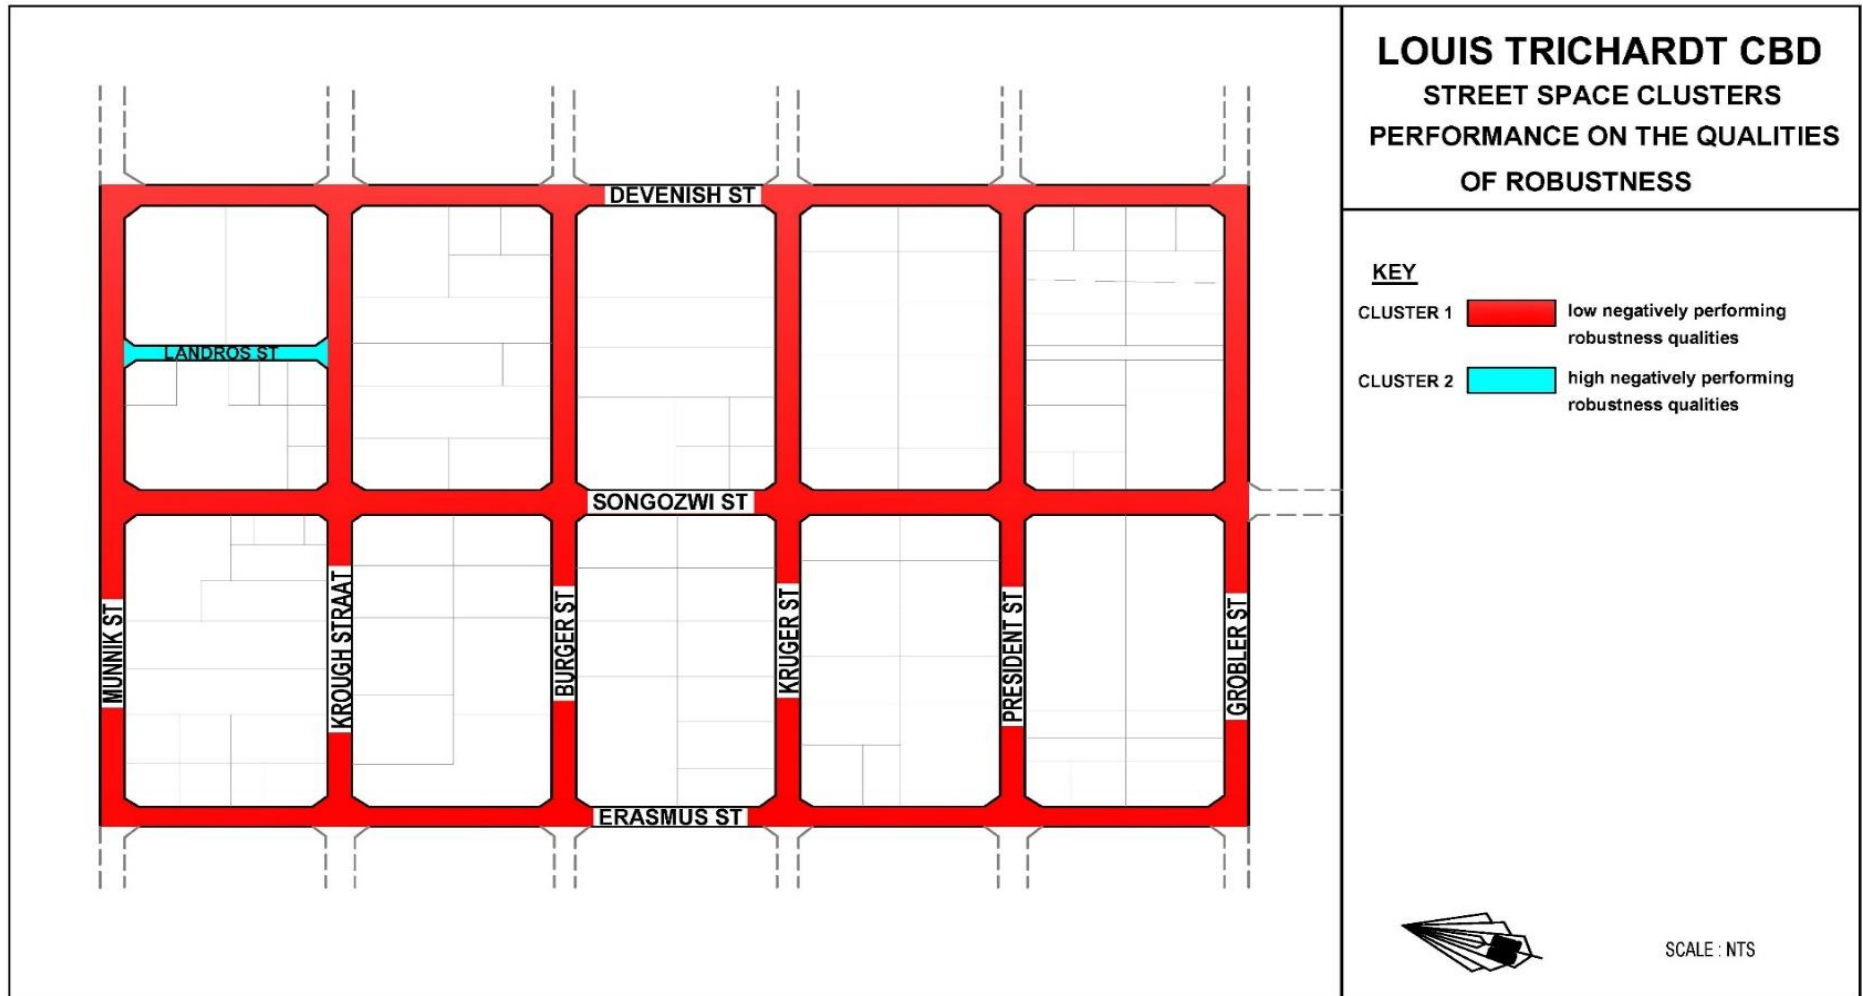 LOUIS TRICHARDT CBD
STREET SPACE CLUSTERS
PERFORMANCE ON THE QUALITIES
OF ROBUSTNESS
KEY
CLUSTER 1
low negatively performing
robustness qualities
CLUSTER 2
high negatively performing
robustness qualities
DEVENISH ST
LANDROS ST
SONGOZWI ST
MUNNIK ST
KROUGH STRAAT
BURGER ST
KRUGER ST
PRESIDENT ST
GROBLER ST
ERASMUS ST
SCALE : NTS